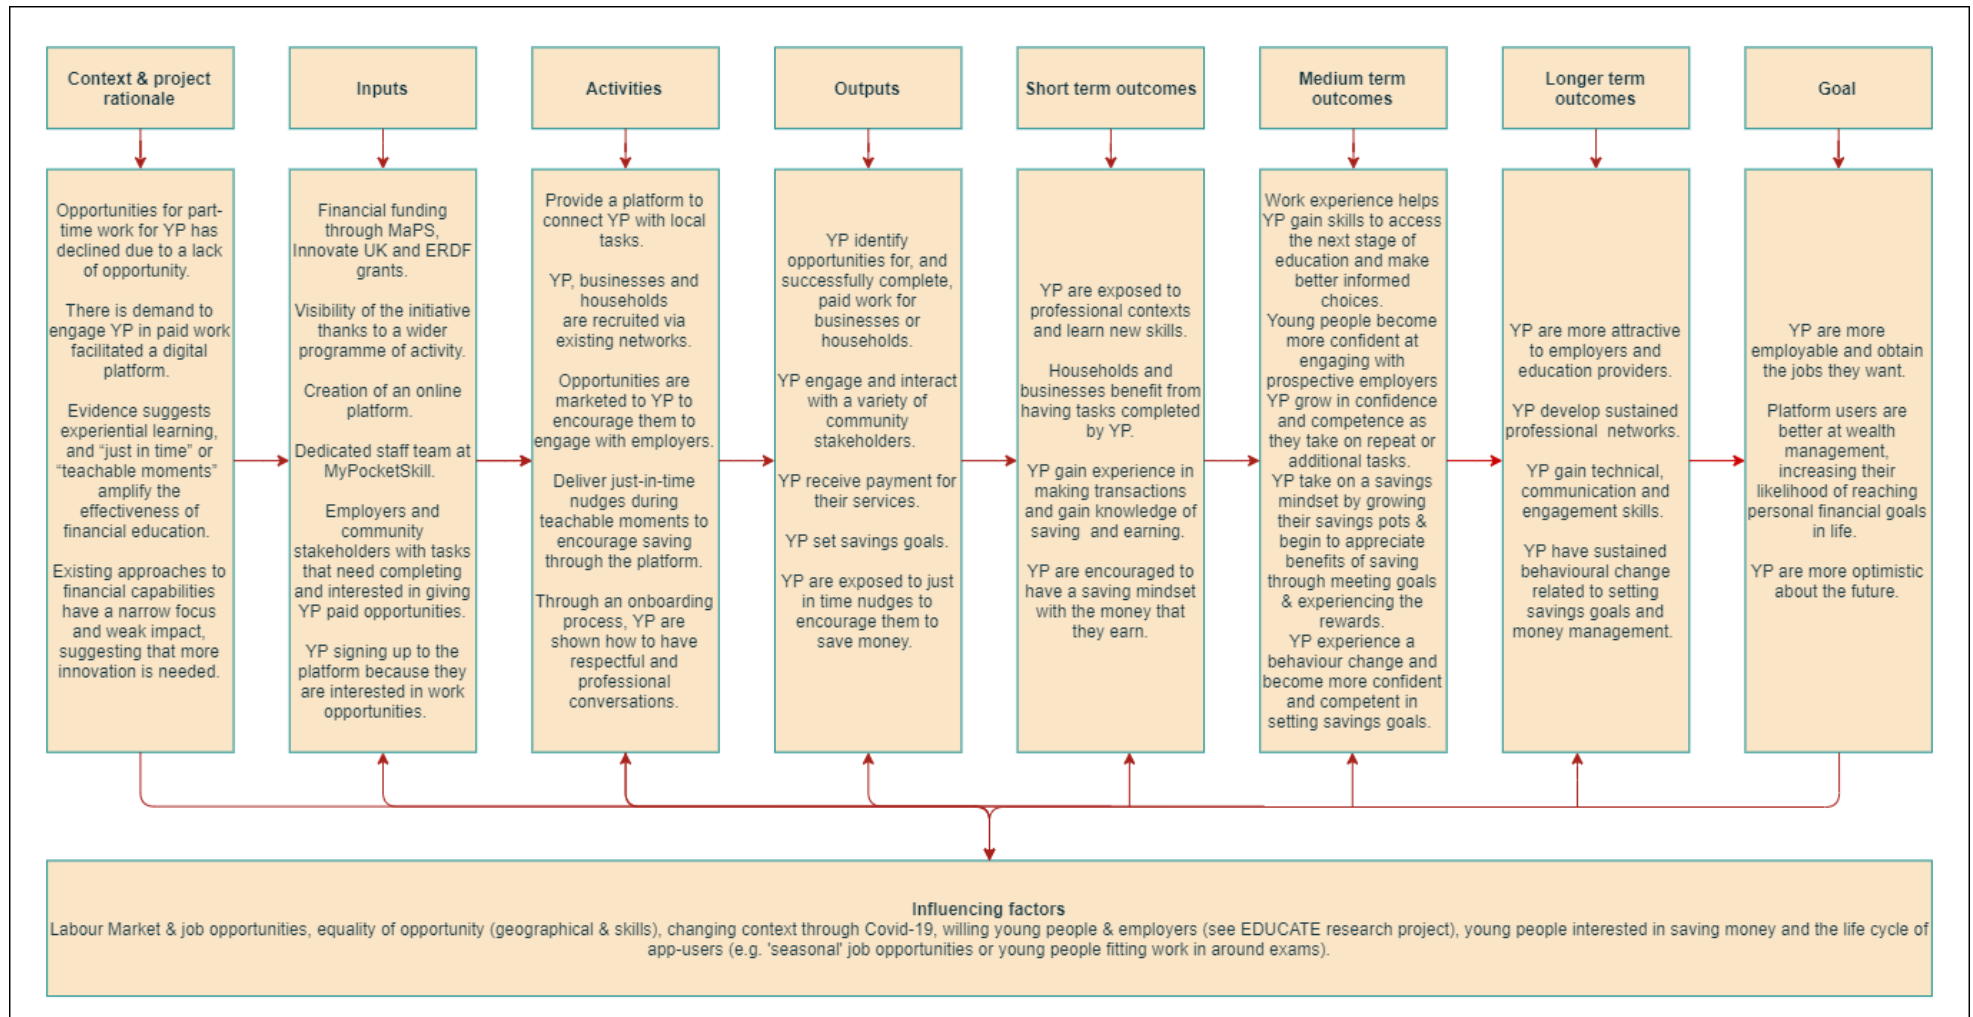 Context & project
rationale
Inputs
Activities
Outputs
Short term outcomes
Medium term
outcomes
Longer term
outcomes
Goal
Opportunities for part-
time work for YP has
declined due to a lack
of opportunity.
There is demand to
engage YP in paid work
facilitated a digital
platform.
Evidence suggests
experiential learning,
and “just in time” or
“teachable moments”
amplify the
effectiveness of
financial education.
Existing approaches to
financial capabilities
have a narrow focus
and weak impact,
suggesting that more
innovation is needed.
Financial funding
through MaPS,
Innovate UK and ERDF
grants.
Visibility of the initiative
thanks to a wider
programme of activity.
Creation of an online
platform.
Dedicated staff team at
MyPocketSkill.
Employers and
community
stakeholders with tasks
that need completing
and interested in giving
YP paid opportunities.
YP signing up to the
platform because they
are interested in work
opportunities.
Provide a platform to
connect YP with local
tasks.
YP, businesses and
households
are recruited via
existing networks.
Opportunities are
marketed to YP to
encourage them to
engage with employers.
Deliver just-in-time
nudges during
teachable moments to
encourage saving
through the platform.
Through an onboarding
process, YP are
shown how to have
respectful and
professional
conversations.
YP identify
opportunities for, and
successfully complete,
paid work for
businesses or
households.
YP engage and interact
with a variety of
community
stakeholders.
YP receive payment for
their services.
YP set savings goals.
YP are exposed to just
in time nudges to
encourage them to
save money.
YP are exposed to
professional contexts
and learn new skills.
Households and
businesses benefit from
having tasks completed
by YP.
YP gain experience in
making transactions
and gain knowledge of
saving and earning.
YP are encouraged to
have a saving mindset
with the money that
they earn.
Work experience helps
YP gain skills to access
the next stage of
education and make
better informed
choices.
Young people become
more confident at
engaging with
prospective employers
YP grow in confidence
and competence as
they take on repeat or
additional tasks.
YP take on a savings
mindset by growing
their savings pots &
begin to appreciate
benefits of saving
through meeting goals
& experiencing the
rewards.
YP experience a
behaviour change and
become more confident
and competent in
setting savings goals.
YP are more attractive
to employers and
education providers.
YP develop sustained
professional networks.
YP gain technical,
communication and
engagement skills.
YP have sustained
behavioural change
related to setting
savings goals and
money management.
YP are more
employable and obtain
the jobs they want.
Platform users are
better at wealth
management,
increasing their
likelihood of reaching
personal financial goals
in life.
YP are more optimistic
about the future.
Influencing factors
Labour Market & job opportunities, equality of opportunity (geographical & skills), changing context through Covid-19, willing young people & employers (see EDUCATE research project), young people interested in saving money and the life cycle of
app-users (e.g. 'seasonal' job opportunities or young people fitting work in around exams).